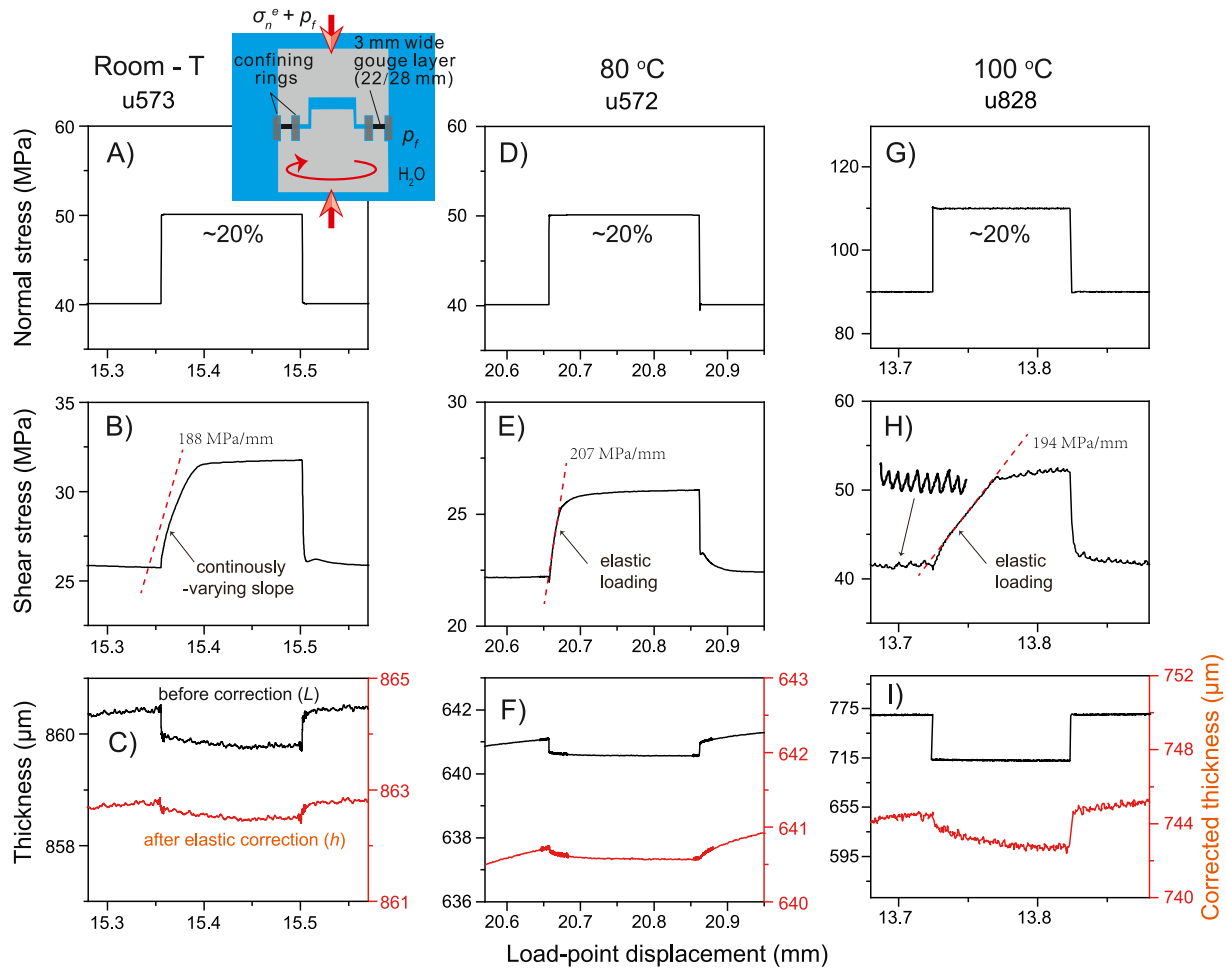 σnᵉ + pf
Room - T
u573
confining
rings
3 mm wide
gouge layer
(22/28 mm)
pf
H₂O
80 °C
u572
100 °C
u828
Normal stress (MPa)
A)
60
50
40
~20%
15.3
15.4
15.5
D)
60
50
40
~20%
20.6
20.7
20.8
20.9
G)
120
100
80
~20%
13.7
13.8
Shear stress (MPa)
B)
35
30
25
188 MPa/mm
continously
-varying slope
15.3
15.4
15.5
E)
30
25
20
207 MPa/mm
elastic
loading
20.6
20.7
20.8
20.9
H)
60
50
40
194 MPa/mm
elastic
loading
13.7
13.8
Thickness (μm)
C)
860
858
before correction (L)
after elastic correction (h)
865
863
861
15.3
15.4
15.5
F)
642
640
638
636
643
642
641
640
20.6
20.7
20.8
20.9
I)
775
715
655
595
752
748
744
740
13.7
13.8
Corrected thickness (μm)
Load-point displacement (mm)